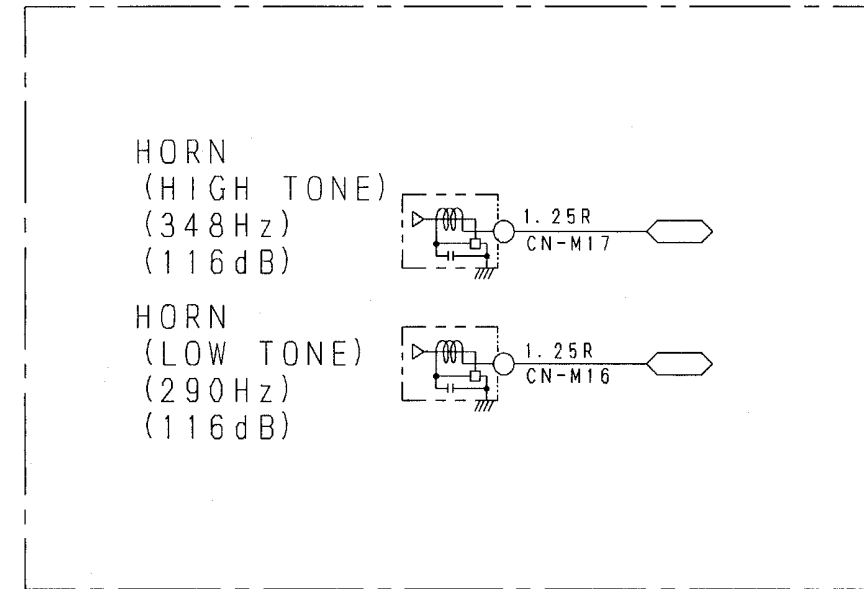 HORN
(HIGH TONE)
(348Hz)
(116dB)
1.25R
CN-M17
HORN
(LOW TONE)
(290Hz)
(116dB)
1.25R
CN-M16